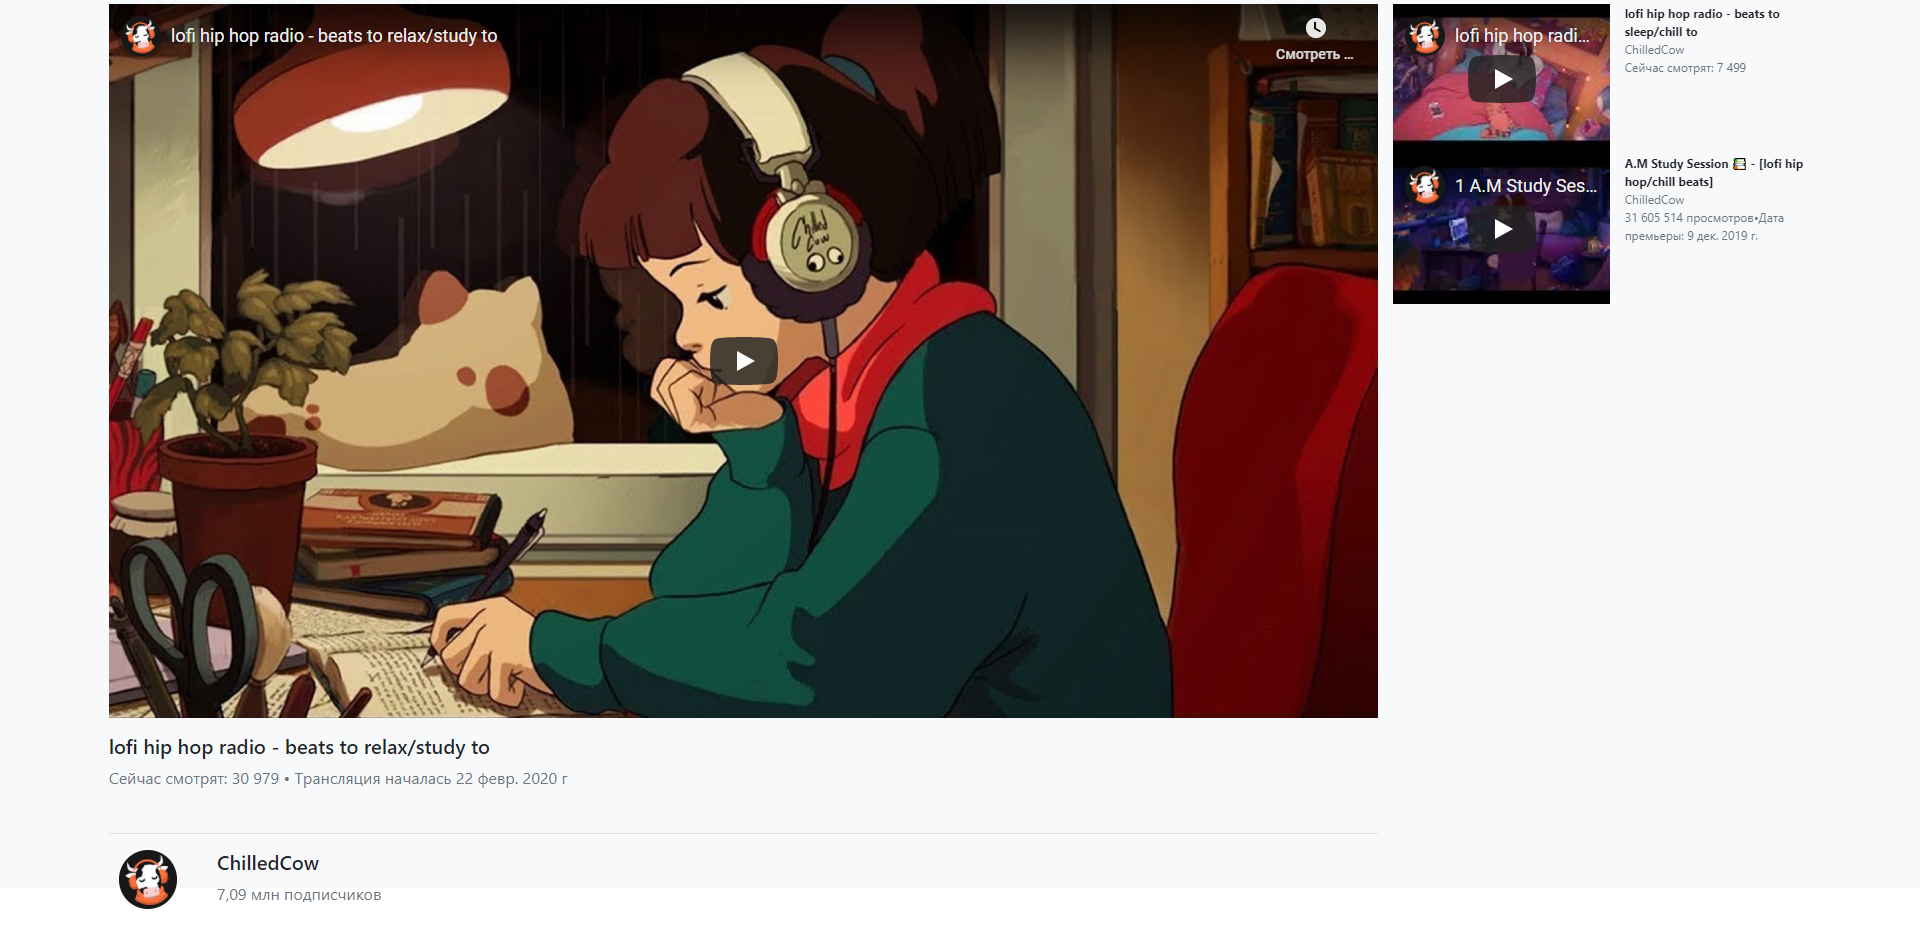 lofi hip hop radio - beats to relax/study to
Смотреть ...
Chilled
Cow
lofi hip hop radio - beats to relax/study to
Сейчас смотрят: 30 979 • Трансляция началась 22 февр. 2020 г
ChilledCow
7,09 млн подписчиков
lofi hip hop radi...
lofi hip hop radio - beats to
sleep/chill to
ChilledCow
Сейчас смотрят: 7 499
1 A.M Study Ses...
A.M Study Session 📚 - [lofi hip
hop/chill beats]
ChilledCow
31 605 514 просмотров•Дата
премьеры: 9 дек. 2019 г.